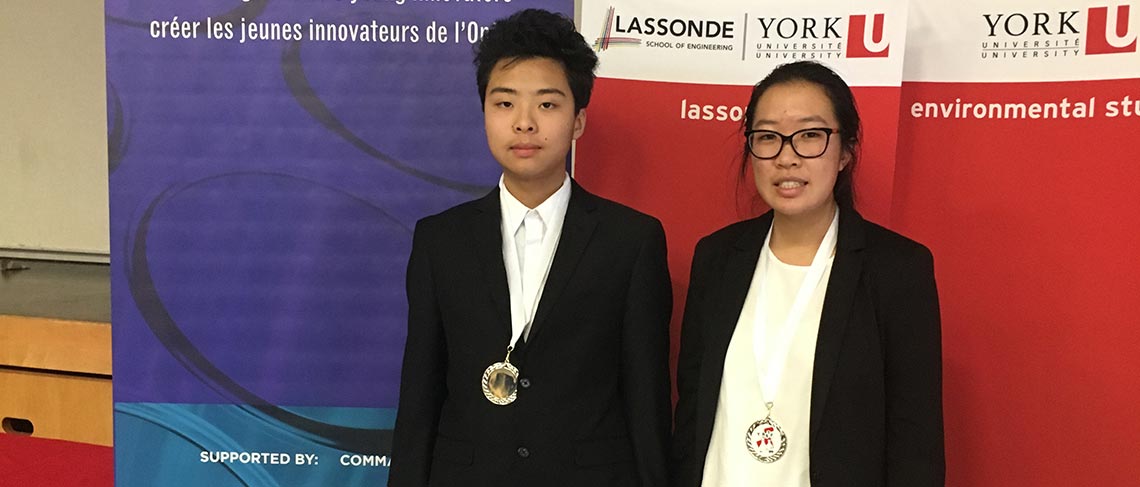 créer les jeunes innovateurs de l'On
SUPPORTED BY: COMMA
LASSONDE
SCHOOL OF ENGINEERING
YORK U
UNIVERSITÉ
UNIVERSITY
lasso
YORK U
UNIVERSITÉ
UNIVERSITY
environmental stu